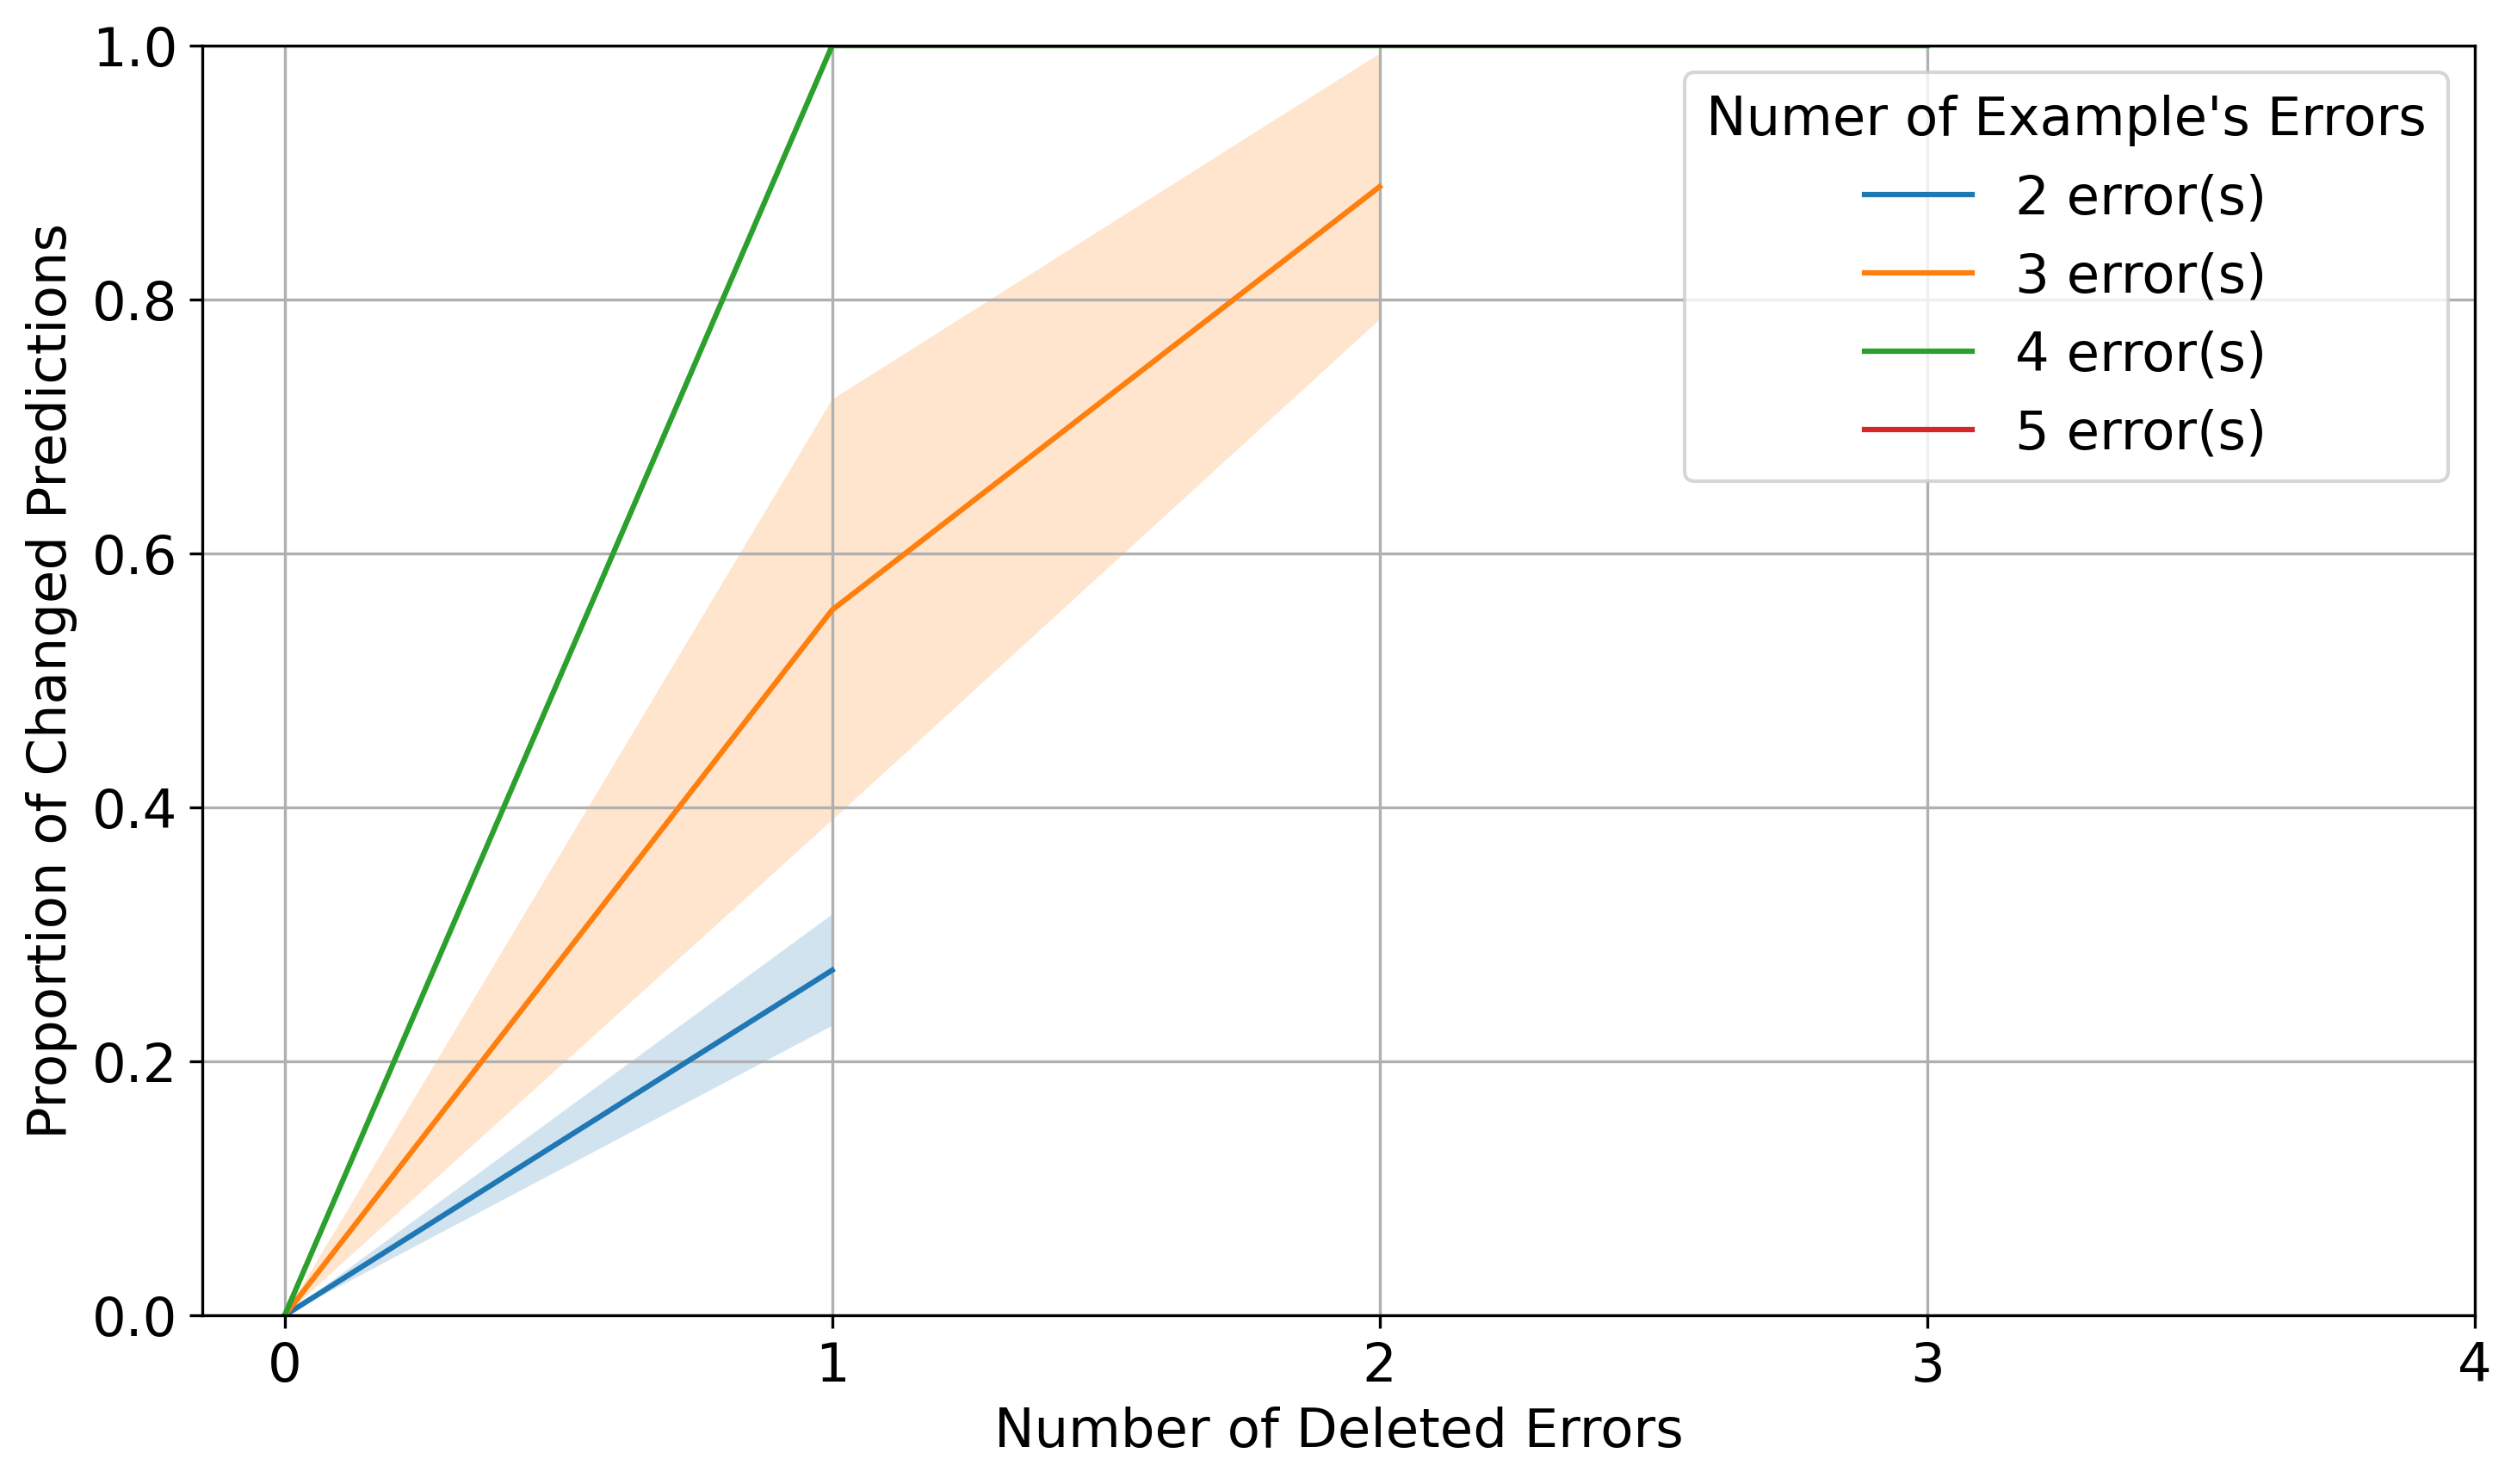 1.0
0.8
0.6
0.4
0.2
0.0
Proportion of Changed Predictions
Numer of Example's Errors
2 error(s)
3 error(s)
4 error(s)
5 error(s)
0 1 2 3 4
Number of Deleted Errors